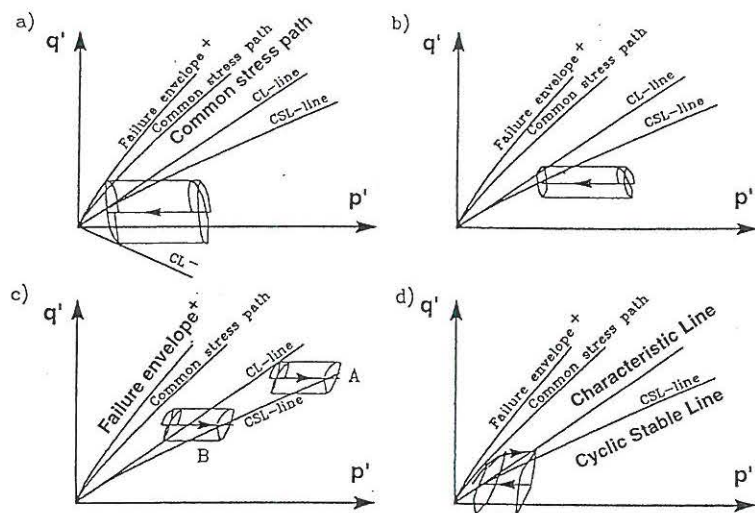 a)
q'
Failure envelope +
Common stress path
Common stress path
CL-line
CSL-line
p'
CL-
b)
q'
Failure envelope +
Common stress path
CL-line
CSL-line
p'
c)
q'
Failure envelope +
Common stress path
CL-line
CSL-line
A
B
p'
d)
q'
Failure envelope +
Common stress path
Characteristic Line
CSL-line
Cyclic Stable Line
p'